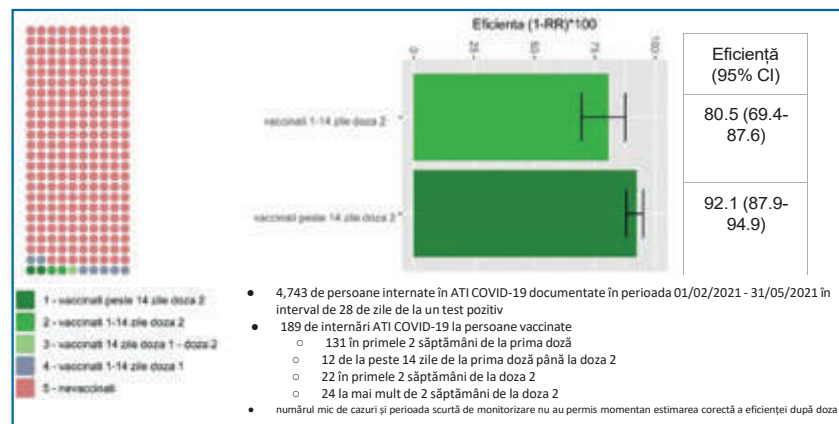 Eficienta (1-RR)*100
0
25
50
75
100
vaccinati 1-14 zile doza 2
vaccinati peste 14 zile doza 2
Eficiență
(95% CI)
80.5 (69.4-
87.6)
92.1 (87.9-
94.9)
1 - vaccinati peste 14 zile doza 2
2 - vaccinati 1-14 zile doza 2
3 - vaccinati 14 zile doza 1 - doza 2
4 - vaccinati 1-14 zile doza 1
5 - nevaccinati
● 4,743 de persoane internate în ATI COVID-19 documentate în perioada 01/02/2021 - 31/05/2021 în
interval de 28 de zile de la un test pozitiv
● 189 de internări ATI COVID-19 la persoane vaccinate
○ 131 în primele 2 săptămâni de la prima doză
○ 12 de la peste 14 zile de la prima doză până la doza 2
○ 22 în primele 2 săptămâni de la doza 2
○ 24 la mai mult de 2 săptămâni de la doza 2
● numărul mic de cazuri și perioada scurtă de monitorizare nu au permis momentan estimarea corectă a eficienței după doza